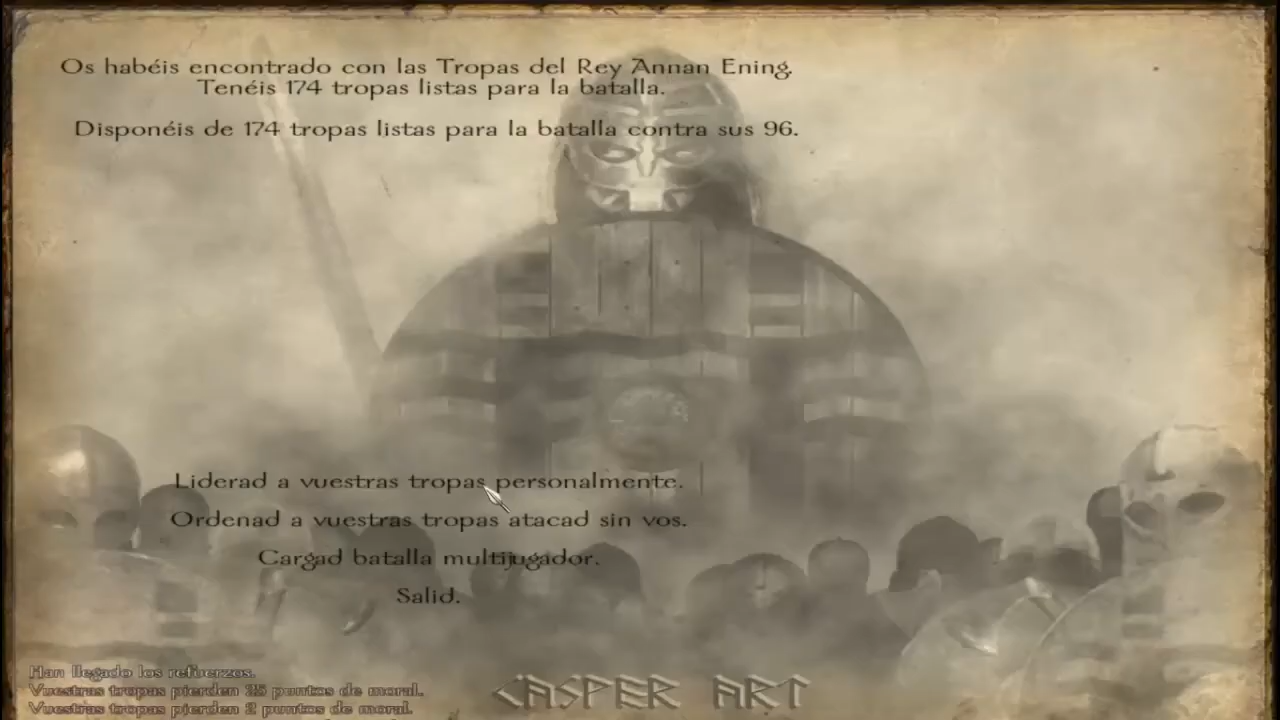 Os habéis encontrado con las Tropas del Rey Annan Ening.
Tenéis 174 tropas listas para la batalla.
Disponéis de 174 tropas listas para la batalla contra sus 96.
Liderad a vuestras tropas personalmente.
Ordenad a vuestras tropas atacad sin vos.
Cargad batalla multijugador.
Salid.
Han llegado los refuerzos.
Vuestras tropas pierden 25 puntos de moral.
Vuestras tropas pierden 2 puntos de moral.
CASPER ART